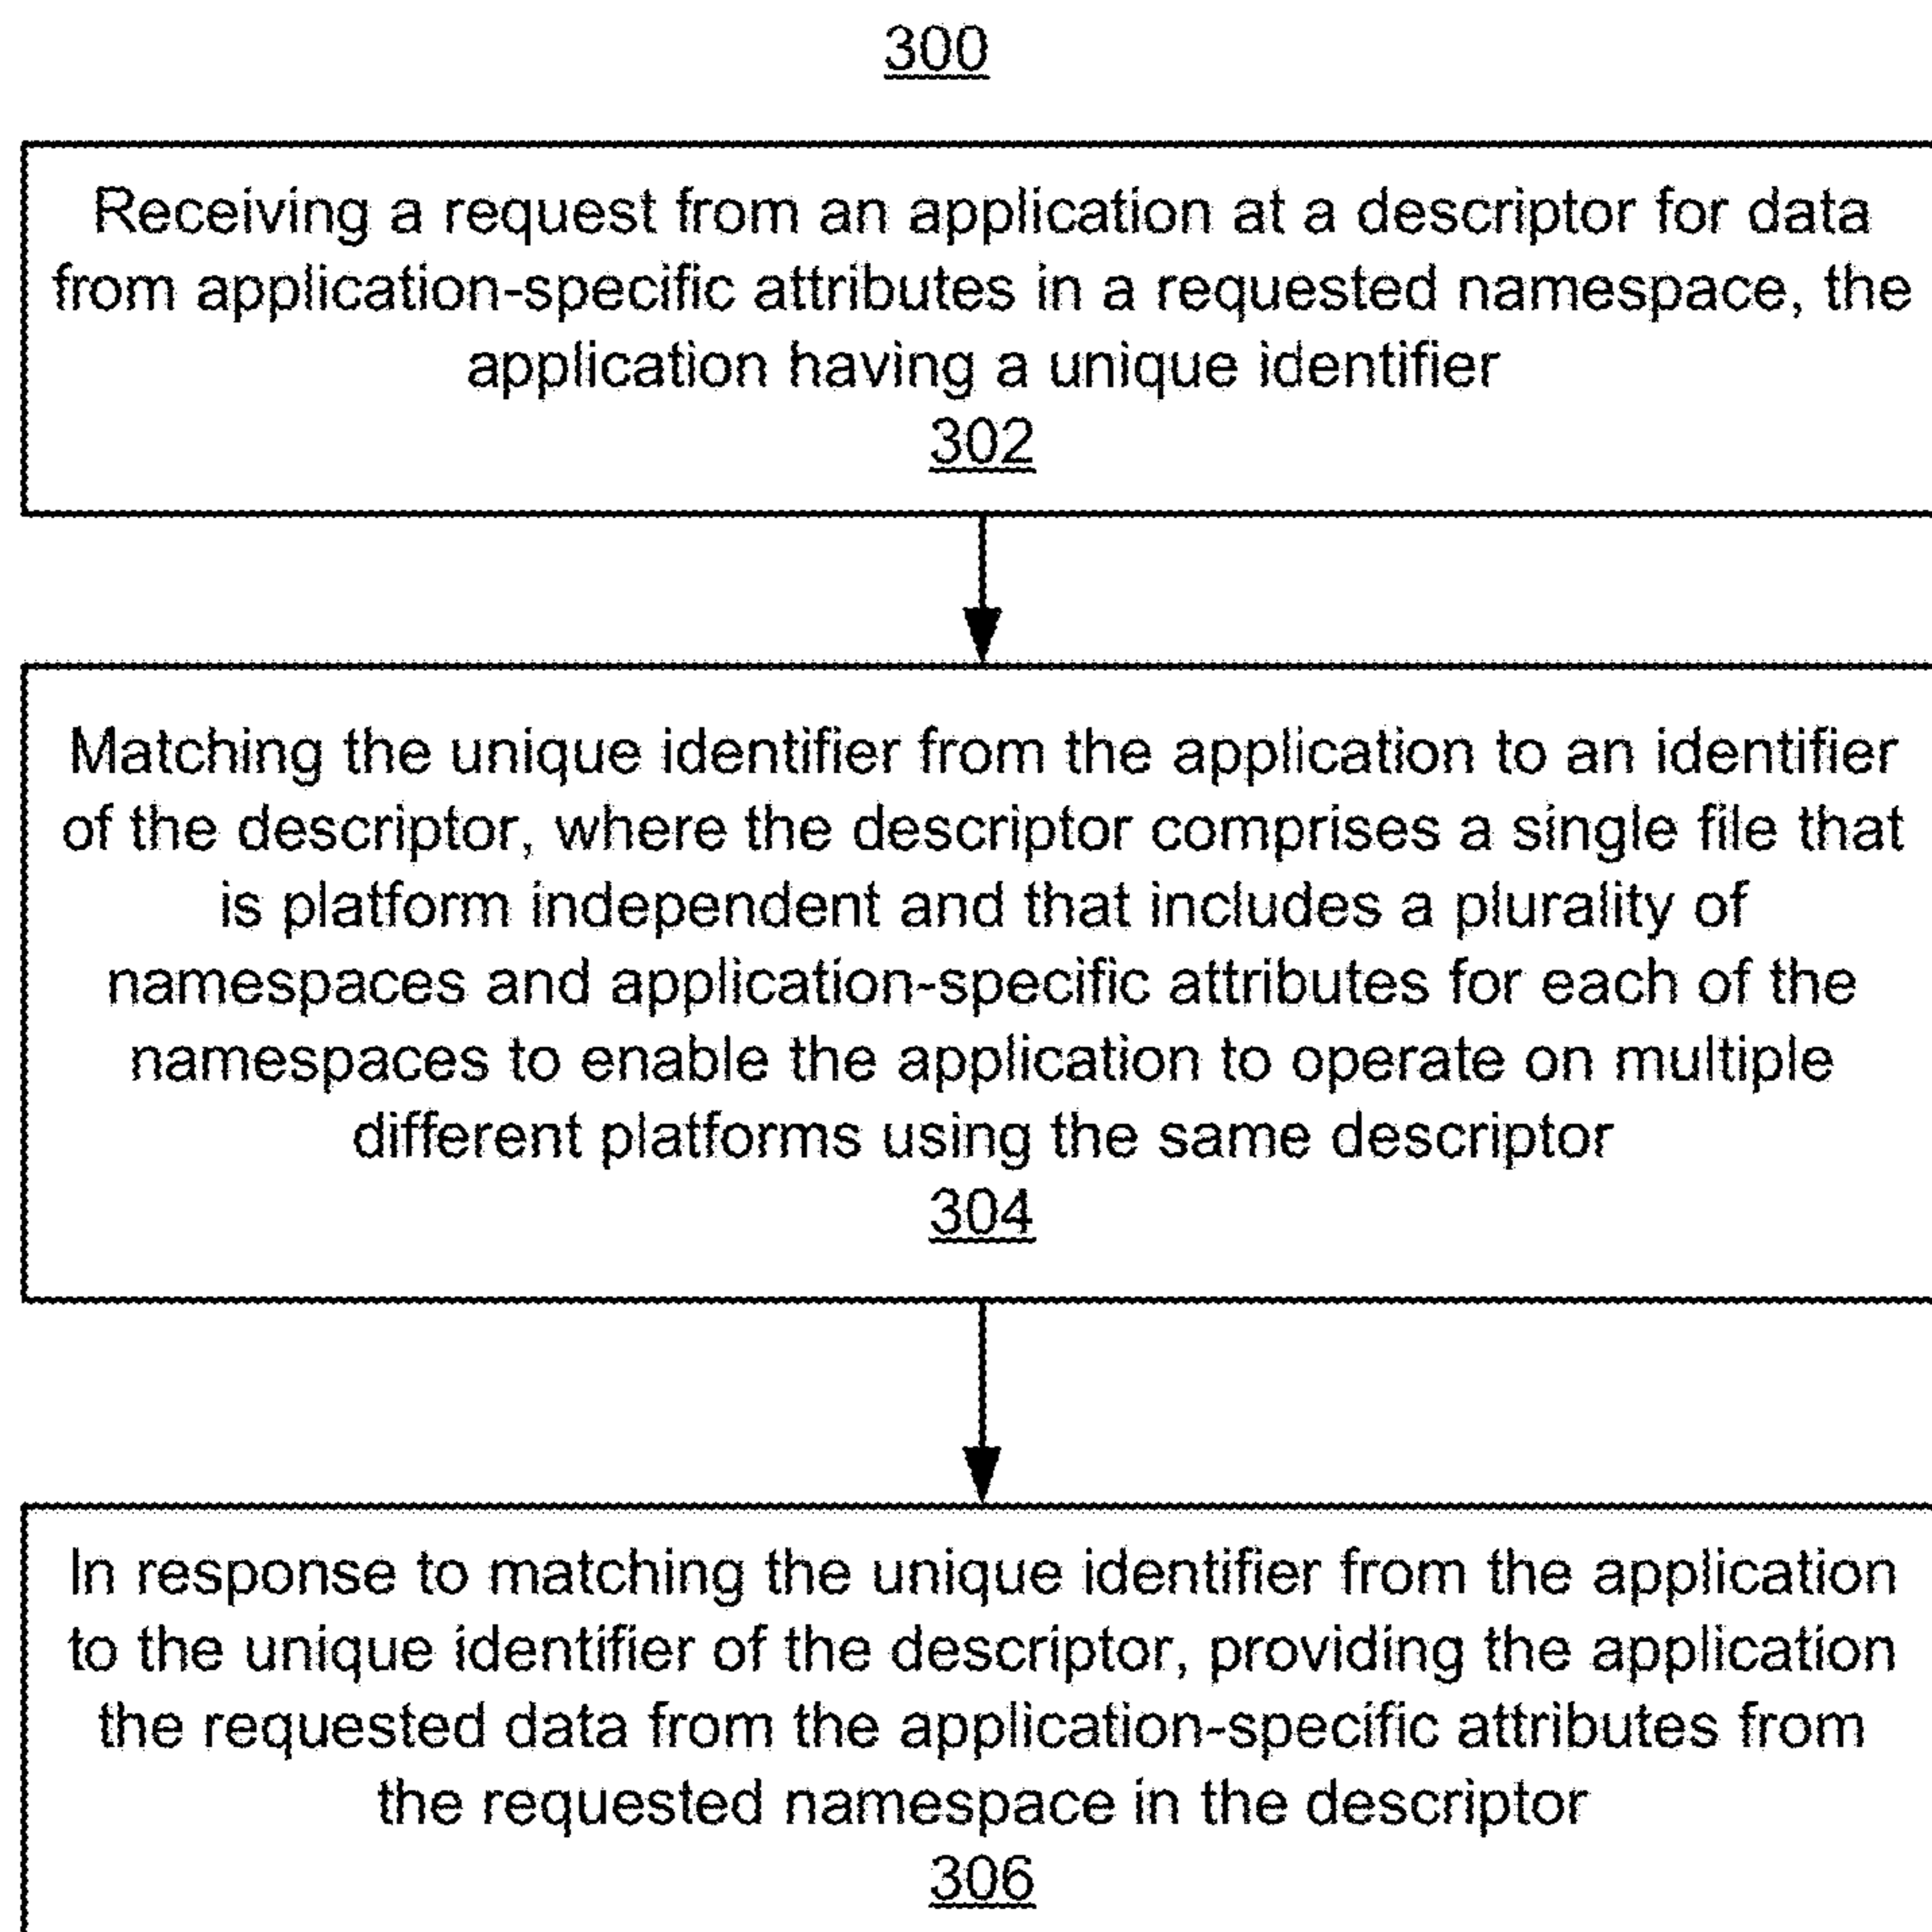 300
Receiving a request from an application at a descriptor for data
from application-specific attributes in a requested namespace, the
application having a unique identifier
302
Matching the unique identifier from the application to an identifier
of the descriptor, where the descriptor comprises a single file that
is platform independent and that includes a plurality of
namespaces and application-specific attributes for each of the
namespaces to enable the application to operate on multiple
different platforms using the same descriptor
304
In response to matching the unique identifier from the application
to the unique identifier of the descriptor, providing the application
the requested data from the application-specific attributes from
the requested namespace in the descriptor
306